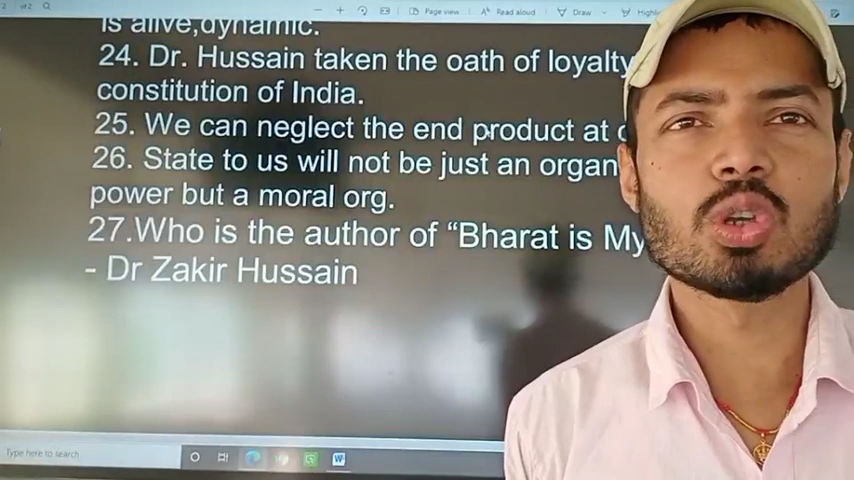 2 of 2 Page view Read aloud Draw
is alive,dynamic.
24. Dr. Hussain taken the oath of loyalty
constitution of India.
25. We can neglect the end product at
26. State to us will not be just an organ
power but a moral org.
27.Who is the author of “Bharat is My
- Dr Zakir Hussain
Type here to search